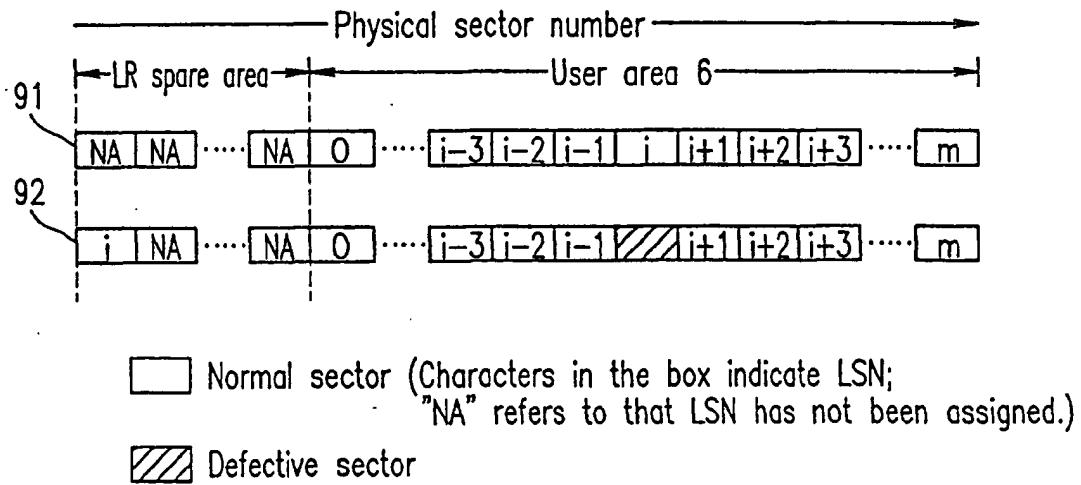 Physical sector number
LR spare area User area 6
91
NA NA ..... NA 0 ..... i-3 i-2 i-1 i i+1 i+2 i+3 ..... m
92
i NA ..... NA 0 ..... i-3 i-2 i-1 i+1 i+2 i+3 ..... m
Normal sector (Characters in the box indicate LSN;
"NA" refers to that LSN has not been assigned.)
Defective sector